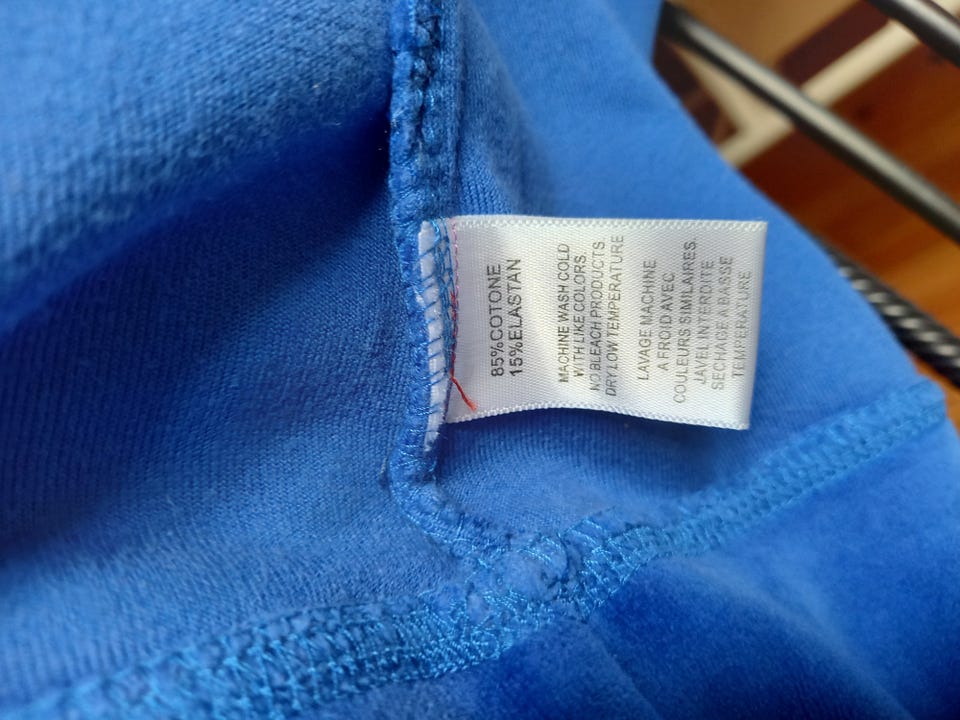 85%COTONE
15%ELASTAN
MACHINE WASH COLD
WITH LIKE COLORS.
NO.BLEACH PRODUCTS.
DRY LOW TEMPERATURE
LAVAGE MACHINE
A FROID AVEC
COULEURS SIMILAIRES.
JAVEL INTERDITE
SECHAGE A BASE
TEMPERATURE